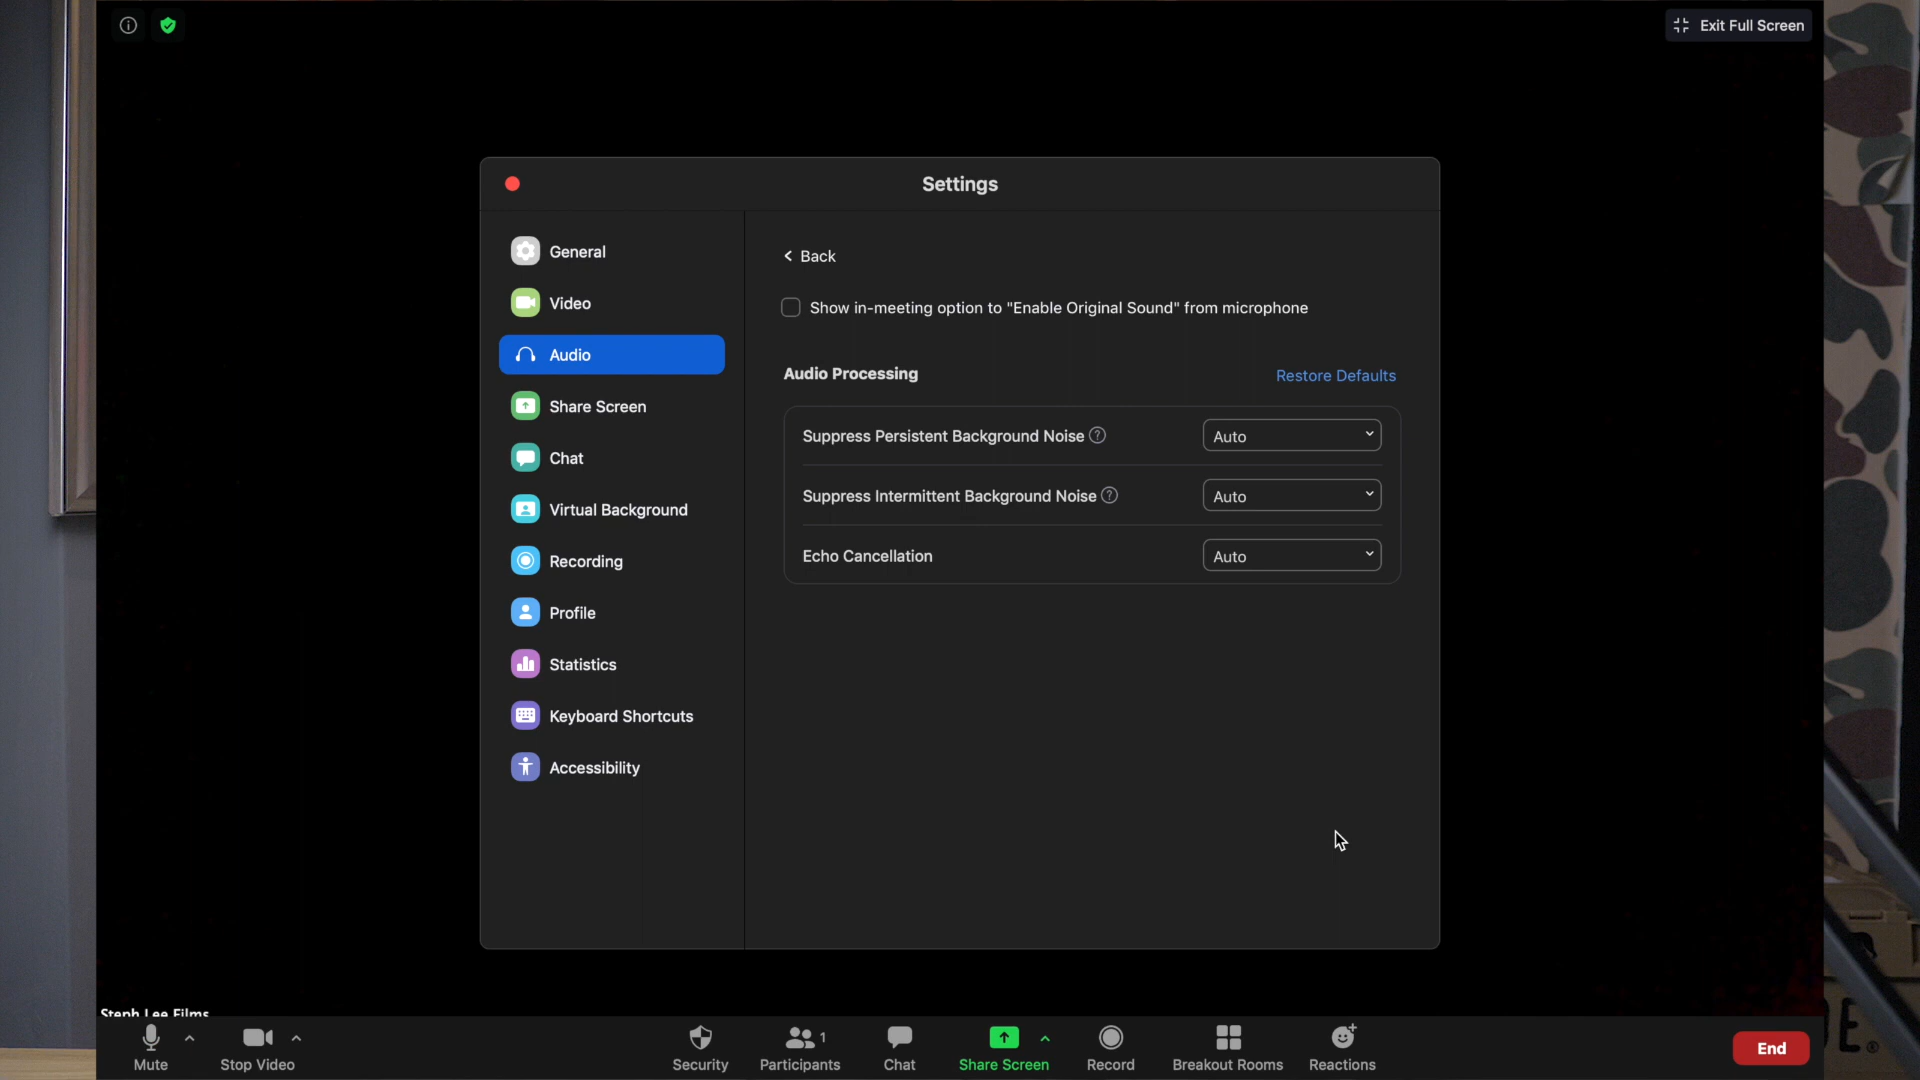 Exit Full Screen
Settings
General
Video
Audio
Share Screen
Chat
Virtual Background
Recording
Profile
Statistics
Keyboard Shortcuts
Accessibility
< Back
Show in-meeting option to "Enable Original Sound" from microphone
Audio Processing
Restore Defaults
Suppress Persistent Background Noise ?
Auto
Suppress Intermittent Background Noise ?
Auto
Echo Cancellation
Auto
Steph Lee Films
Mute
Stop Video
Security
1
Participants
Chat
Share Screen
Record
Breakout Rooms
Reactions
End
E.®